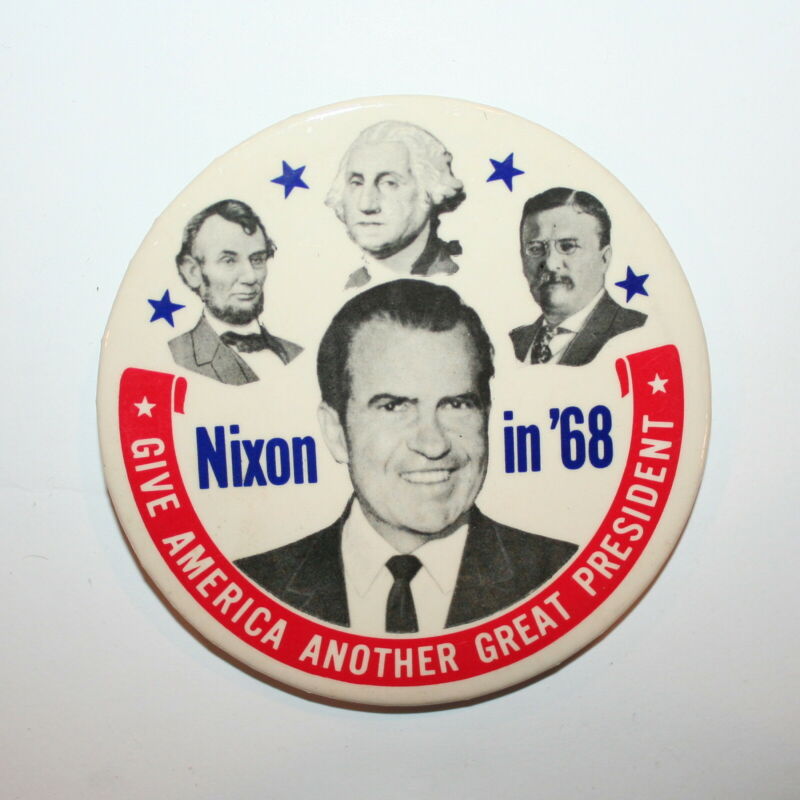 Nixon in '68
GIVE AMERICA ANOTHER GREAT PRESIDENT